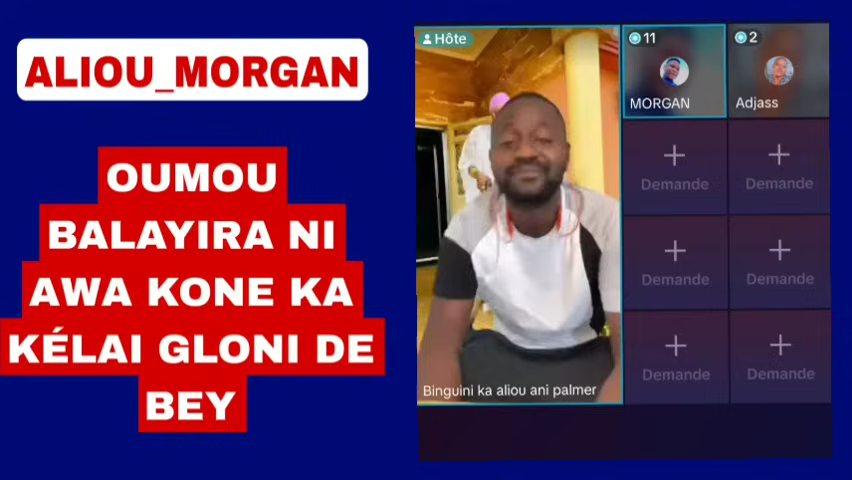 ALIOU_MORGAN
OUMOU
BALAYIRA NI
AWA KONE KA
KÉLAI GLONI DE
BEY
Hôte
11
MORGAN
2
Adjass
Demande
Demande
Demande
Demande
Demande
Demande
Binguini ka aliou ani palmer